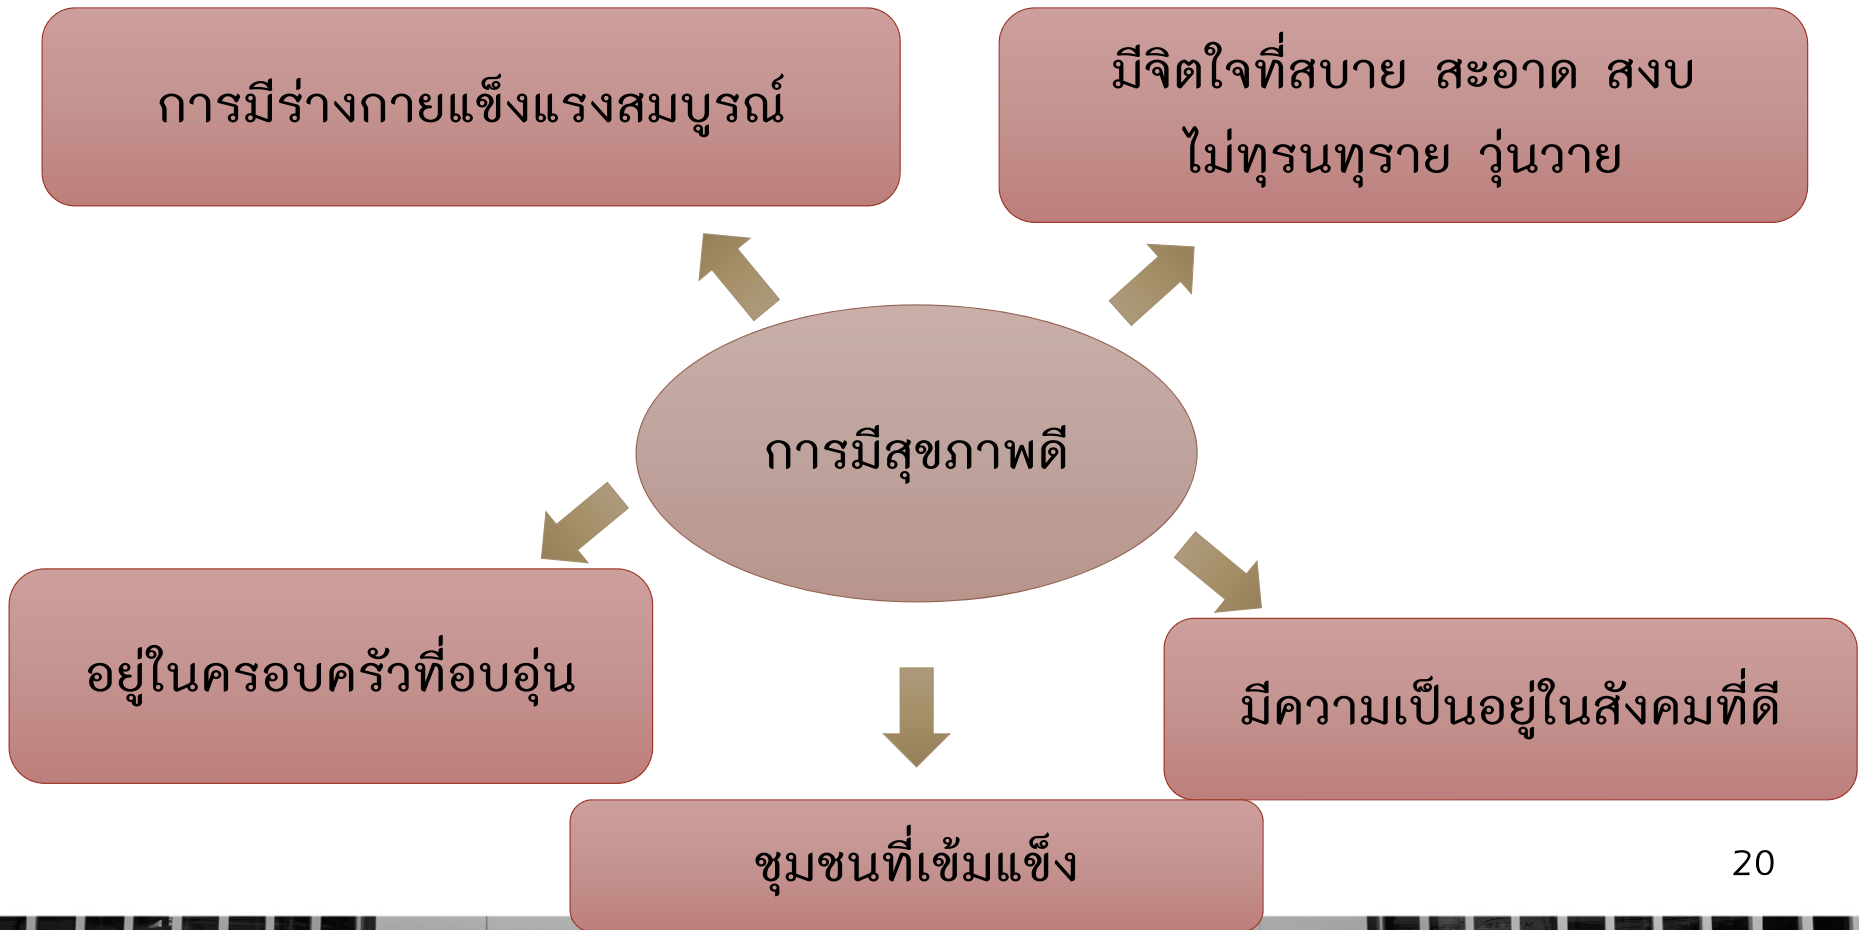 การมีร่างกายแข็งแรงสมบูรณ์
มีจิตใจที่สบาย สะอาด สงบ
ไม่ทุรนทุราย วุ่นวาย
การมีสุขภาพดี
อยู่ในครอบครัวที่อบอุ่น
มีความเป็นอยู่ในสังคมที่ดี
ชุมชนที่เข้มแข็ง
20